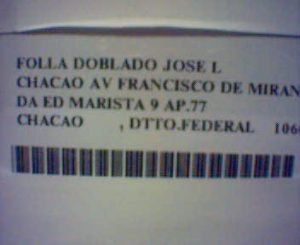 FOLLA DOBLADO JOSE L
CHACAO AV FRANCISCO DE MIRAN
DA ED MARISTA 9 AP.77
CHACAO , DTTO.FEDERAL 106